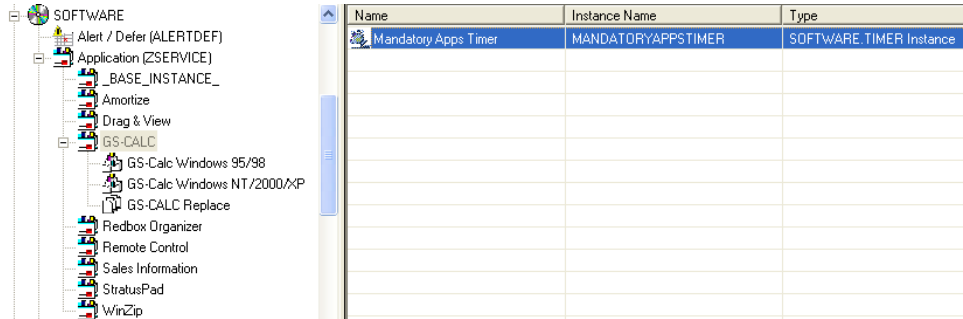 SOFTWARE
Alert / Defer (ALERTDEF)
Application (ZSERVICE)
_BASE_INSTANCE_
Amortize
Drag & View
GS-CALC
GS-Calc Windows 95/98
GS-Calc Windows NT/2000/XP
GS-CALC Replace
Redbox Organizer
Remote Control
Sales Information
StratusPad
WinZip
Name Instance Name Type
Mandatory Apps Timer MANDATORYAPPSTIMER SOFTWARE.TIMER Instance